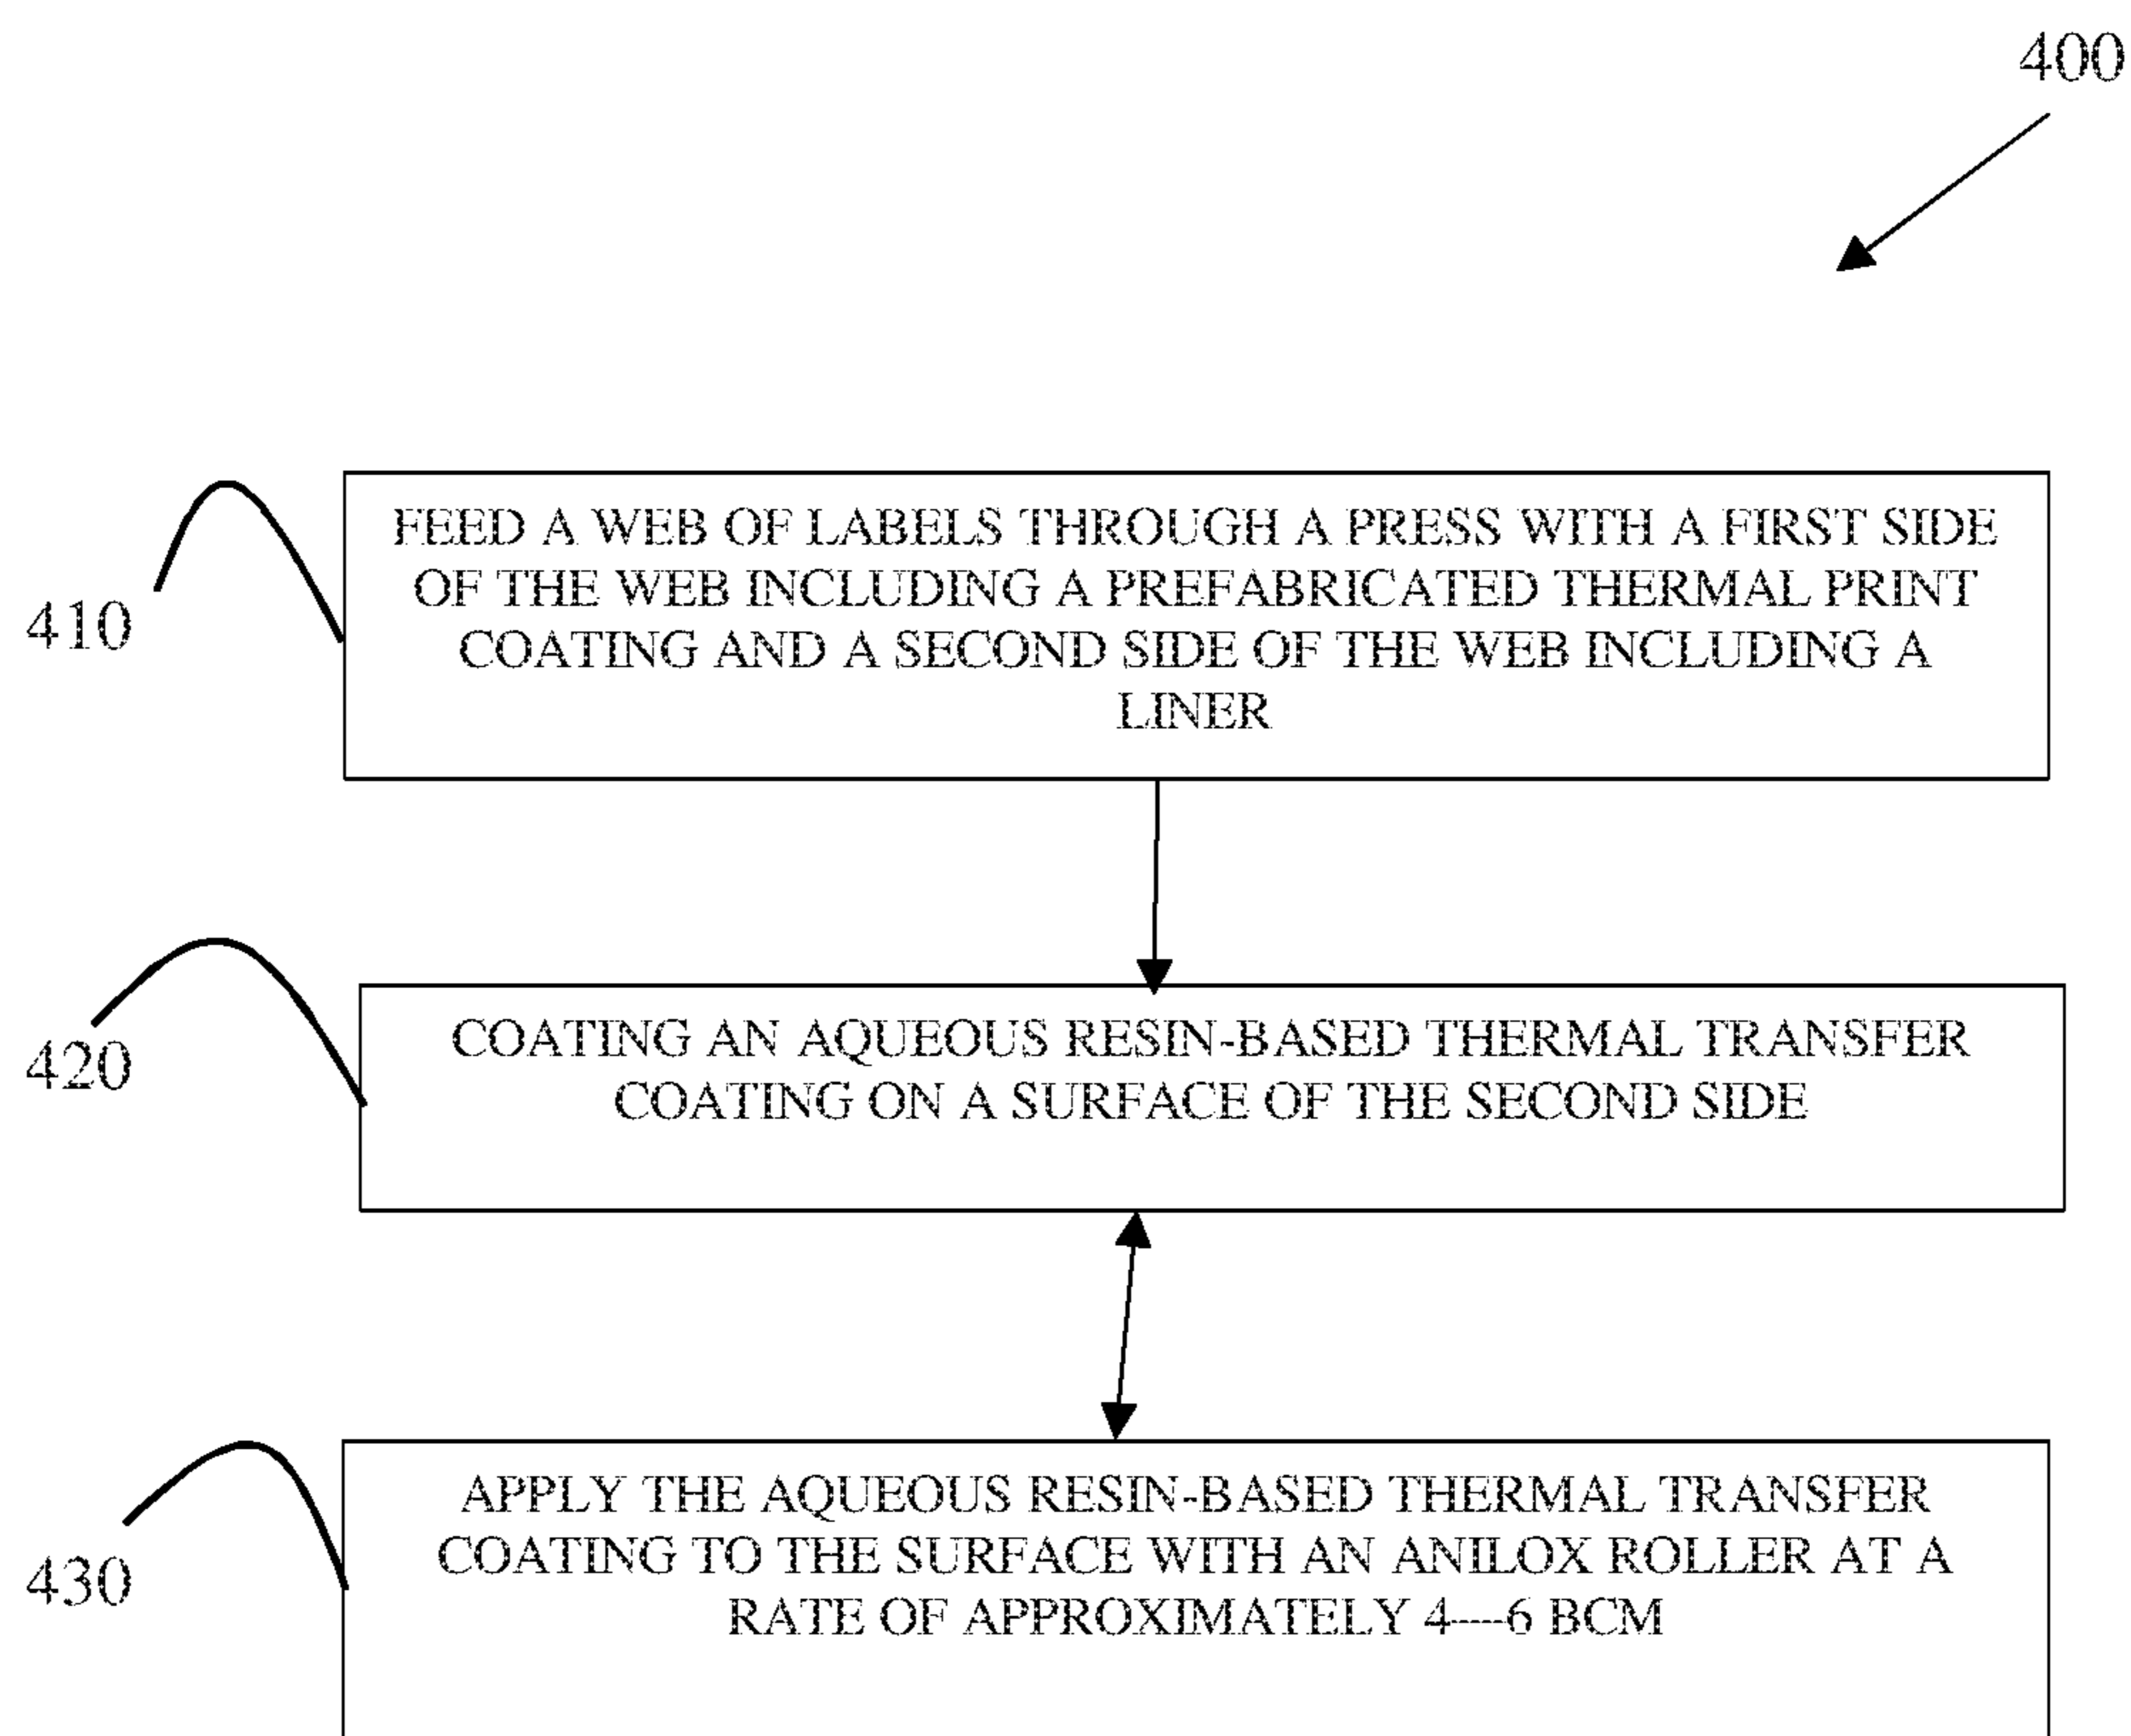 400
FEED A WEB OF LABELS THROUGH A PRESS WITH A FIRST SIDE
OF THE WEB INCLUDING A PREFABRICATED THERMAL PRINT
COATING AND A SECOND SIDE OF THE WEB INCLUDING A
LINER
410
COATING AN AQUEOUS RESIN-BASED THERMAL TRANSFER
COATING ON A SURFACE OF THE SECOND SIDE
420
APPLY THE AQUEOUS RESIN-BASED THERMAL TRANSFER
COATING TO THE SURFACE WITH AN ANILOX ROLLER AT A
RATE OF APPROXIMATELY 4----6 BCM
430